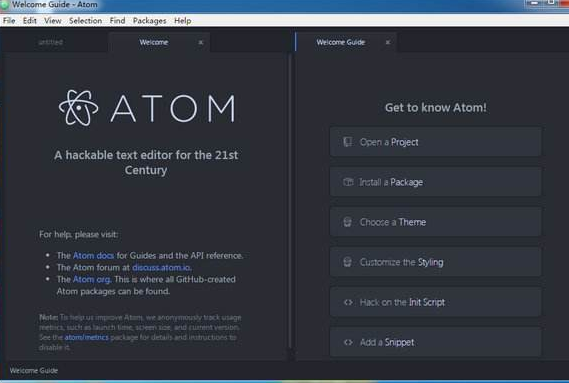 Welcome Guide - Atom
File Edit View Selection Find Packages Help
untitled
Welcome
Welcome Guide
ATOM
A hackable text editor for the 21st
Century
For help, please visit:
• The Atom docs for Guides and the API reference.
• The Atom forum at discuss.atom.io.
• The Atom org. This is where all GitHub-created
Atom packages can be found.
Note: To help us improve Atom, we anonymously track usage
metrics, such as launch time, screen size, and current version.
See the atom/metrics package for details and instructions to
disable it.
Get to know Atom!
Open a Project
Install a Package
Choose a Theme
Customize the Styling
Hack on the Init Script
Add a Snippet
Welcome Guide